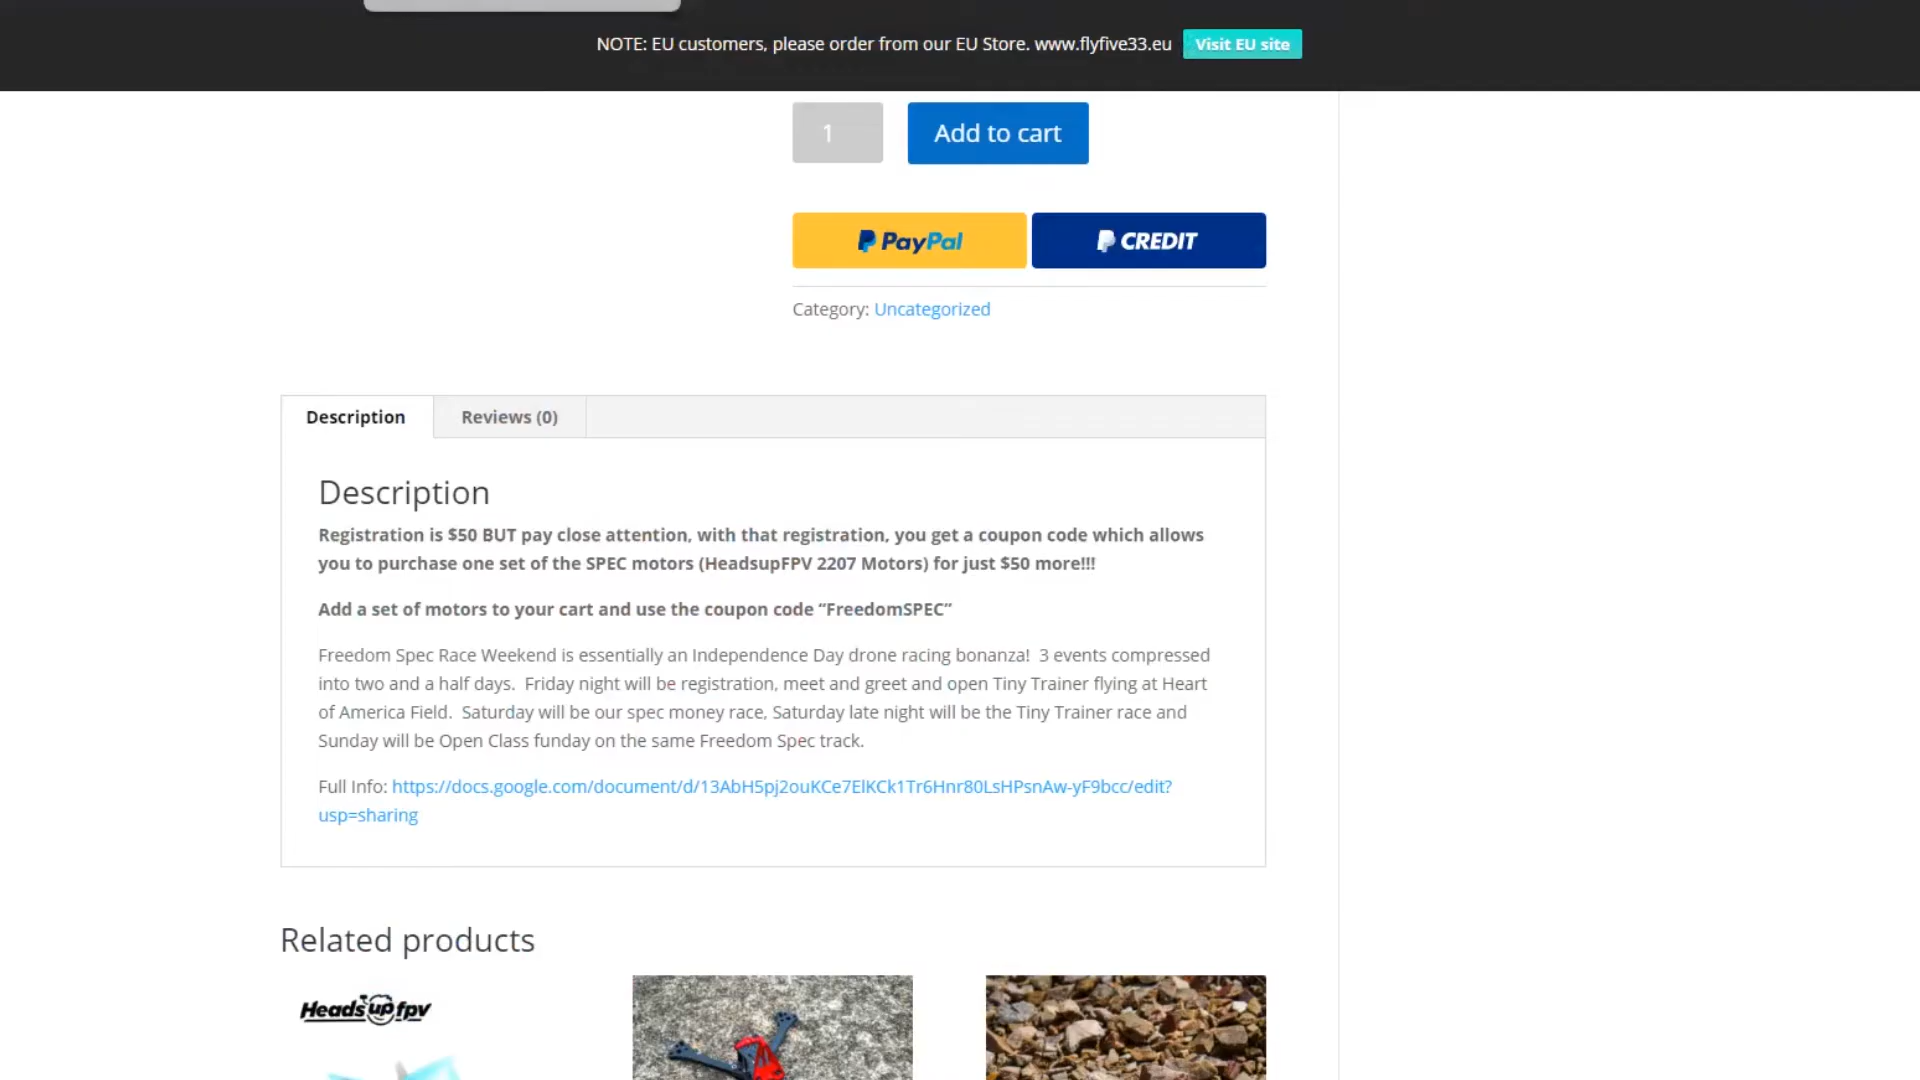 NOTE: EU customers, please order from our EU Store. www.flyfive33.eu Visit EU site
1 Add to cart
PayPal CREDIT
Category: Uncategorized
Description Reviews (0)
Description
Registration is $50 BUT pay close attention, with that registration, you get a coupon code which allows
you to purchase one set of the SPEC motors (HeadsupFPV 2207 Motors) for just $50 more!!!
Add a set of motors to your cart and use the coupon code “FreedomSPEC”
Freedom Spec Race Weekend is essentially an Independence Day drone racing bonanza!  3 events compressed
into two and a half days.  Friday night will be registration, meet and greet and open Tiny Trainer flying at Heart
of America Field.  Saturday will be our spec money race, Saturday late night will be the Tiny Trainer race and
Sunday will be Open Class funday on the same Freedom Spec track.
Full Info: https://docs.google.com/document/d/13AbH5pj2ouKCe7ElKCk1Tr6Hnr80LsHPsnAw-yF9bcc/edit?
usp=sharing
Related products
Headsup fpv